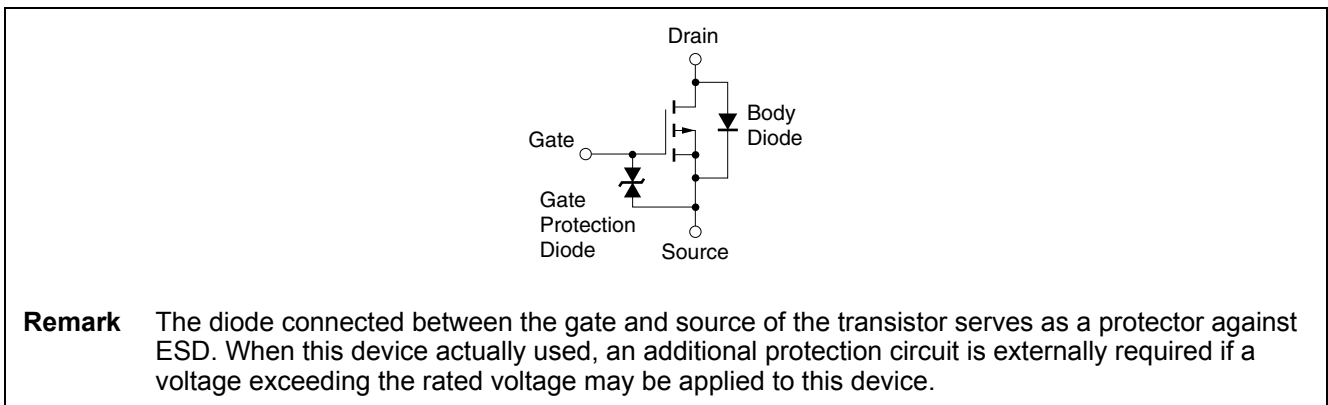 Drain
Body
Diode
Gate
Gate
Protection
Diode
Source
Remark The diode connected between the gate and source of the transistor serves as a protector against
ESD. When this device actually used, an additional protection circuit is externally required if a
voltage exceeding the rated voltage may be applied to this device.